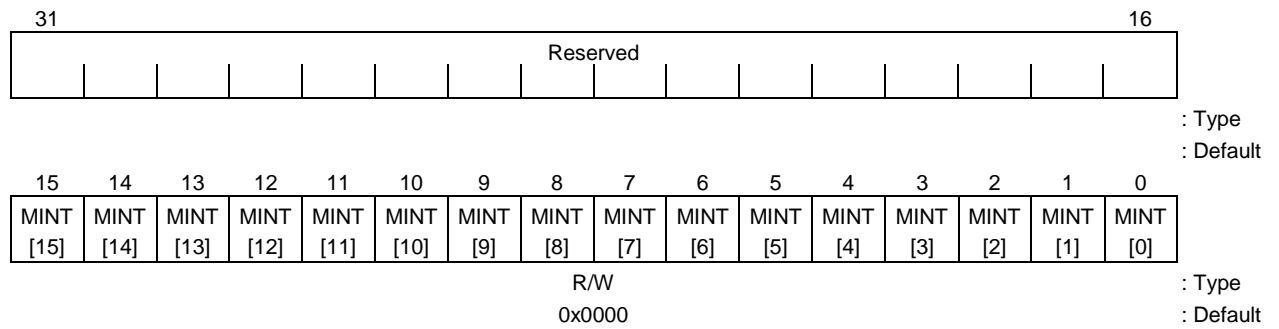 31 16
Reserved
: Type
: Default
15 14 13 12 11 10 9 8 7 6 5 4 3 2 1 0
MINT MINT MINT MINT MINT MINT MINT MINT MINT MINT MINT MINT MINT MINT MINT MINT
[15] [14] [13] [12] [11] [10] [9] [8] [7] [6] [5] [4] [3] [2] [1] [0]
R/W : Type
0x0000 : Default